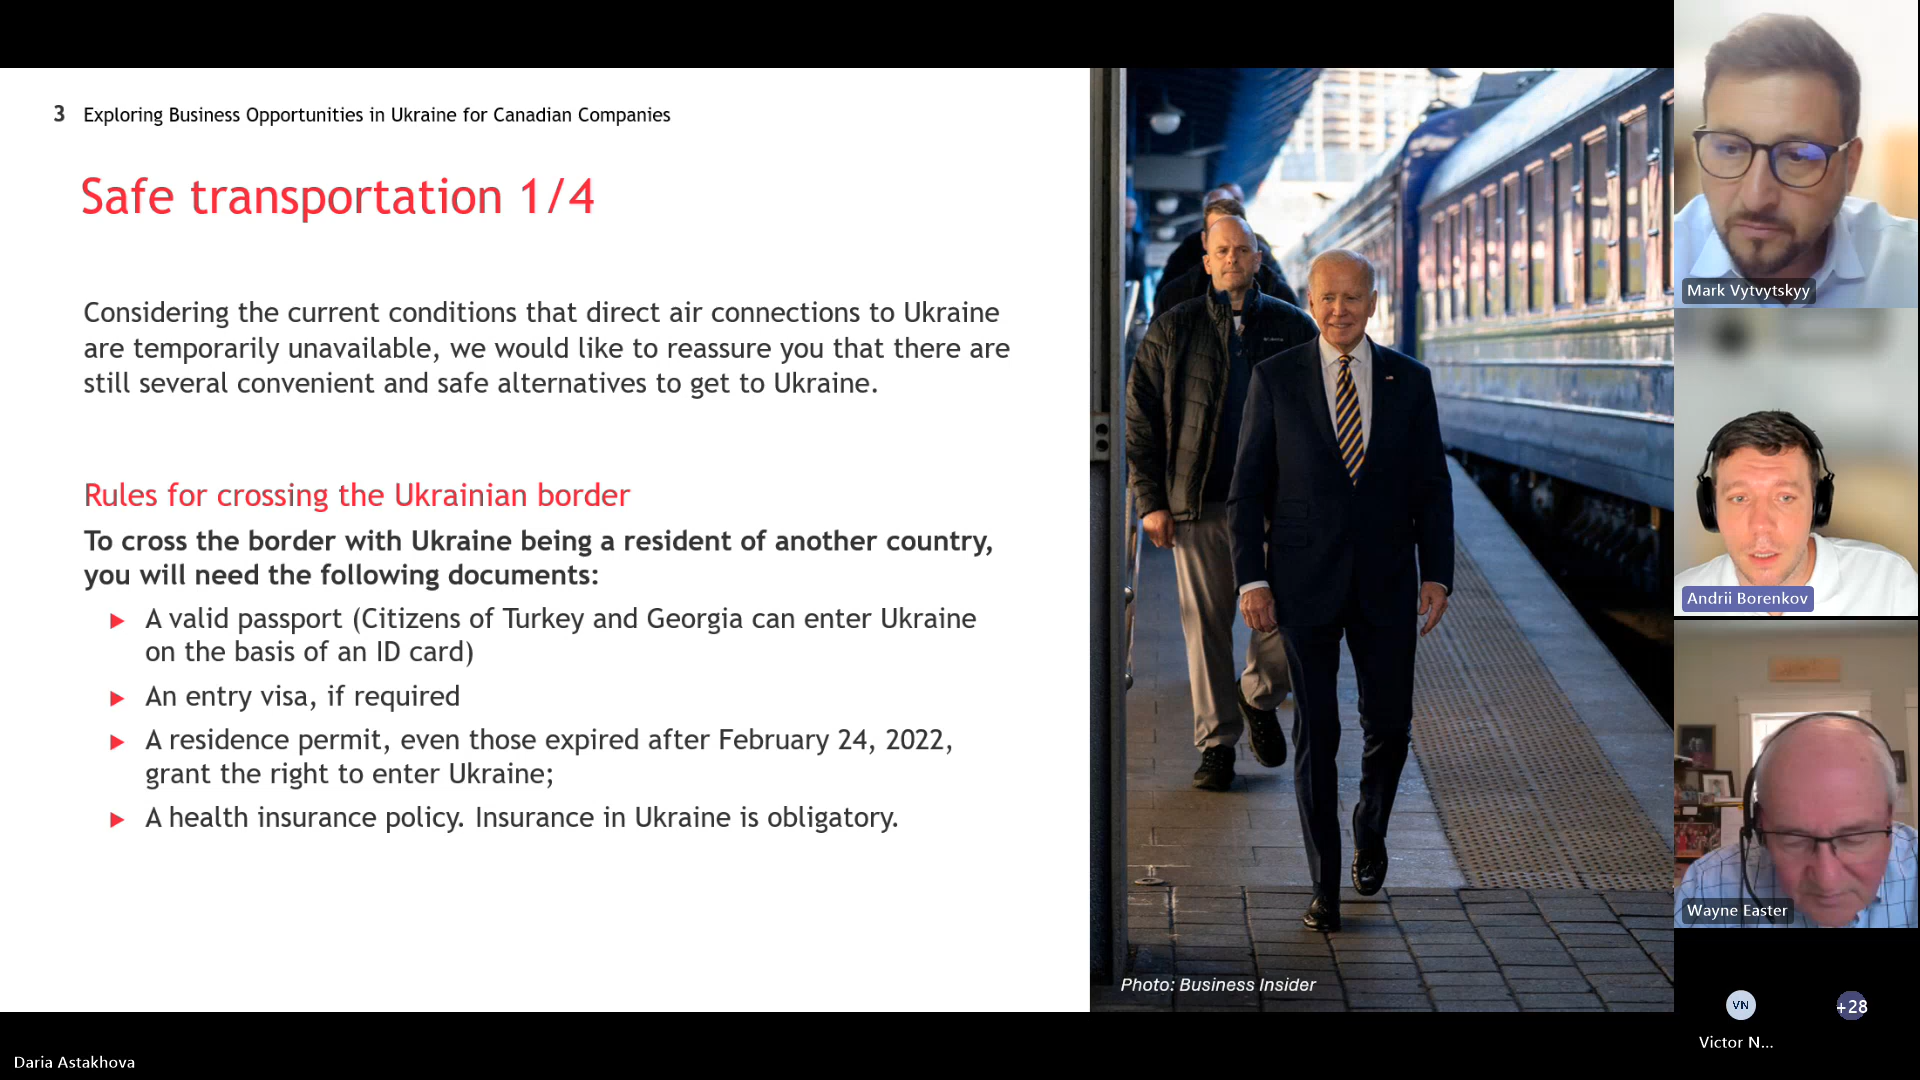 3 Exploring Business Opportunities in Ukraine for Canadian Companies
Safe transportation 1/4
Considering the current conditions that direct air connections to Ukraine
are temporarily unavailable, we would like to reassure you that there are
still several convenient and safe alternatives to get to Ukraine.
Rules for crossing the Ukrainian border
To cross the border with Ukraine being a resident of another country,
you will need the following documents:
A valid passport (Citizens of Turkey and Georgia can enter Ukraine
on the basis of an ID card)
An entry visa, if required
A residence permit, even those expired after February 24, 2022,
grant the right to enter Ukraine;
A health insurance policy. Insurance in Ukraine is obligatory.
Photo: Business Insider
Mark Vytvytskyy
Andrii Borenkov
Wayne Easter
VN
+28
Victor N...
Daria Astakhova